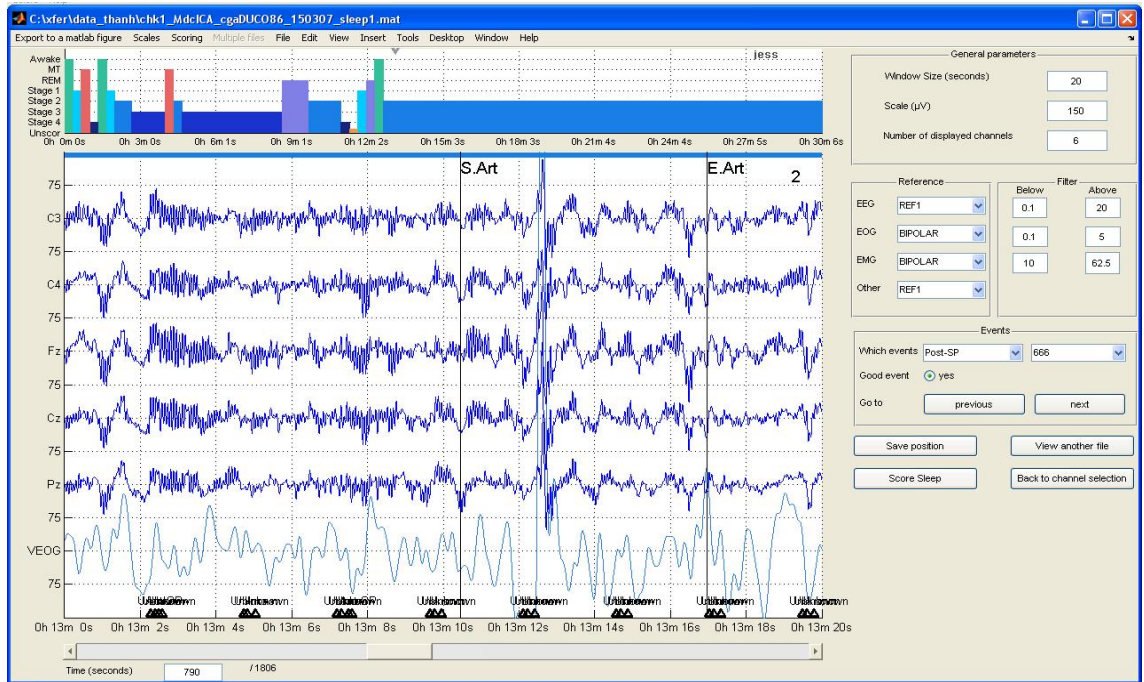 C:\xfer\data_thanh\chk1_MdcICA_cgaDUCO86_150307_sleep1.mat
Export to a matlab figure Scales Scoring Multiple files File Edit View Insert Tools Desktop Window Help
jess
Awake
MT
REM
Stage 1
Stage 2
Stage 3
Stage 4
Unscor
0h 0m 0s 0h 3m 0s 0h 6m 1s 0h 9m 1s 0h 12m 2s 0h 15m 3s 0h 18m 3s 0h 21m 4s 0h 24m 4s 0h 27m 5s 0h 30m 6s
S.Art E.Art 2
75
C3
75
C4
75
Fz
75
Cz
75
Pz
75
VEOG
75
0h 13m 0s 0h 13m 2s 0h 13m 4s 0h 13m 6s 0h 13m 8s 0h 13m 10s 0h 13m 12s 0h 13m 14s 0h 13m 16s 0h 13m 18s 0h 13m 20s
Time (seconds) 790 / 1806
General parameters
Window Size (seconds) 20
Scale (µV) 150
Number of displayed channels 6
Reference
EEG REF1
EOG BIPOLAR
EMG BIPOLAR
Other REF1
Filter
Below Above
0.1 20
0.1 5
10 62.5
Events
Which events Post-SP 666
Good event yes
Go to previous next
Save position View another file
Score Sleep Back to channel selection